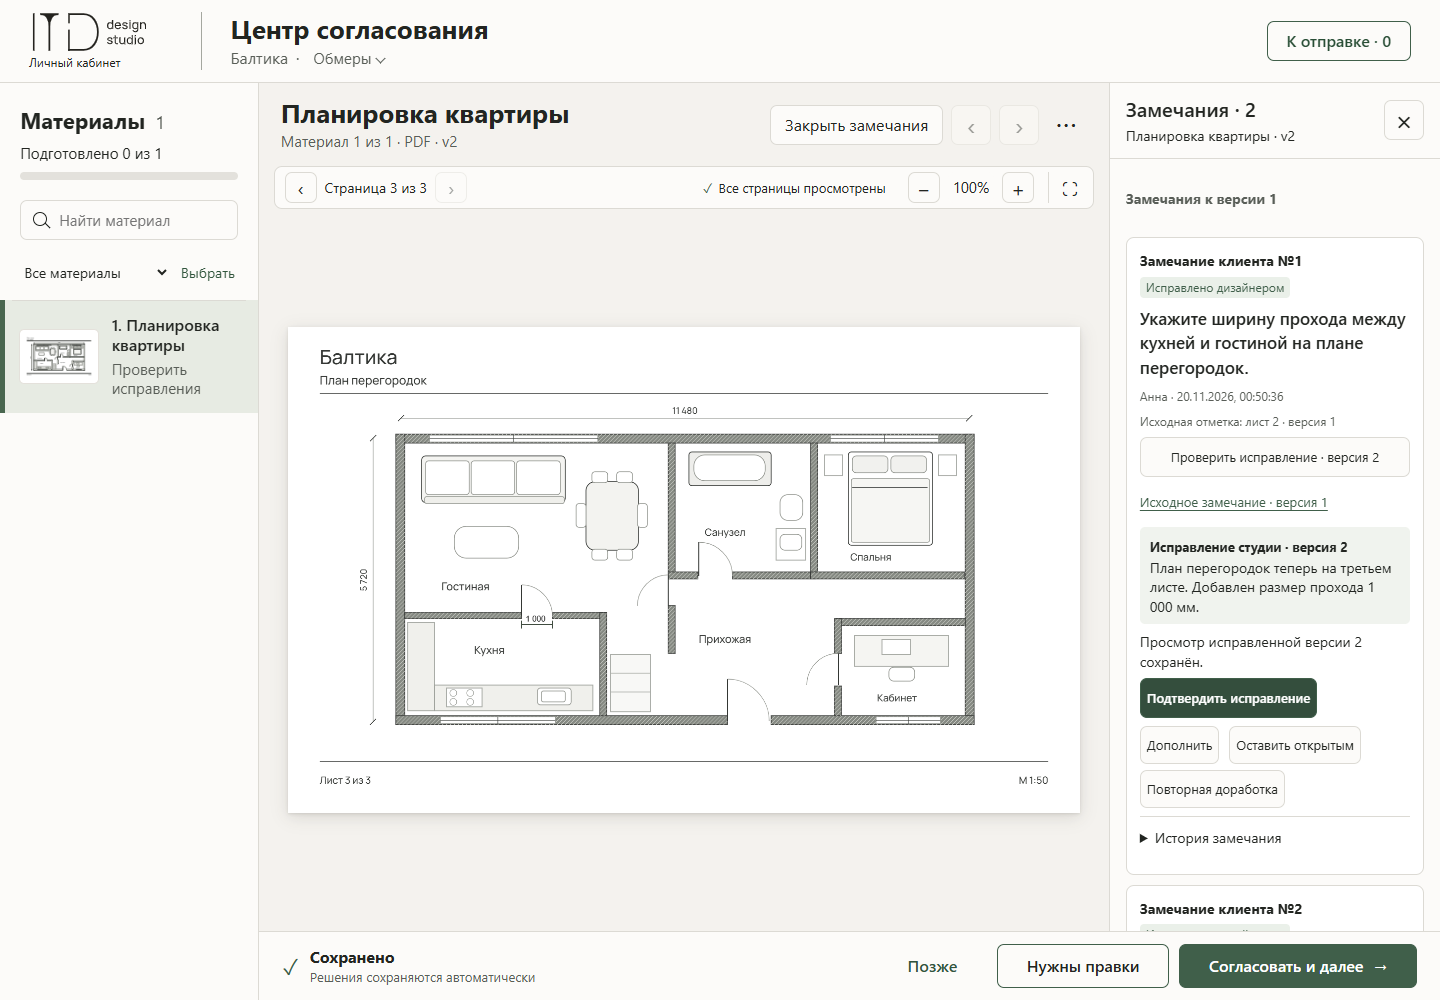 ITD design studio
Личный кабинет
Центр согласования
Балтика · Обмеры
К отправке · 0
Материалы 1
Подготовлено 0 из 1
Найти материал
Все материалы
Выбрать
1. Планировка квартиры
Проверить исправления
Планировка квартиры
Материал 1 из 1 · PDF · v2
Закрыть замечания
‹
›
···
‹
Страница 3 из 3
›
✓ Все страницы просмотрены
−
100%
+
Балтика
План перегородок
11 480
5 720
Гостиная
1 000
Кухня
Санузел
Спальня
Прихожая
Кабинет
Лист 3 из 3
М 1:50
Замечания · 2
Планировка квартиры · v2
×
Замечания к версии 1
Замечание клиента №1
Исправлено дизайнером
Укажите ширину прохода между
кухней и гостиной на плане
перегородок.
Анна · 20.11.2026, 00:50:36
Исходная отметка: лист 2 · версия 1
Проверить исправление · версия 2
Исходное замечание · версия 1
Исправление студии · версия 2
План перегородок теперь на третьем
листе. Добавлен размер прохода 1
000 мм.
Просмотр исправленной версии 2
сохранён.
Подтвердить исправление
Дополнить
Оставить открытым
Повторная доработка
История замечания
Замечание клиента №2
✓ Сохранено
Решения сохраняются автоматически
Позже
Нужны правки
Согласовать и далее →